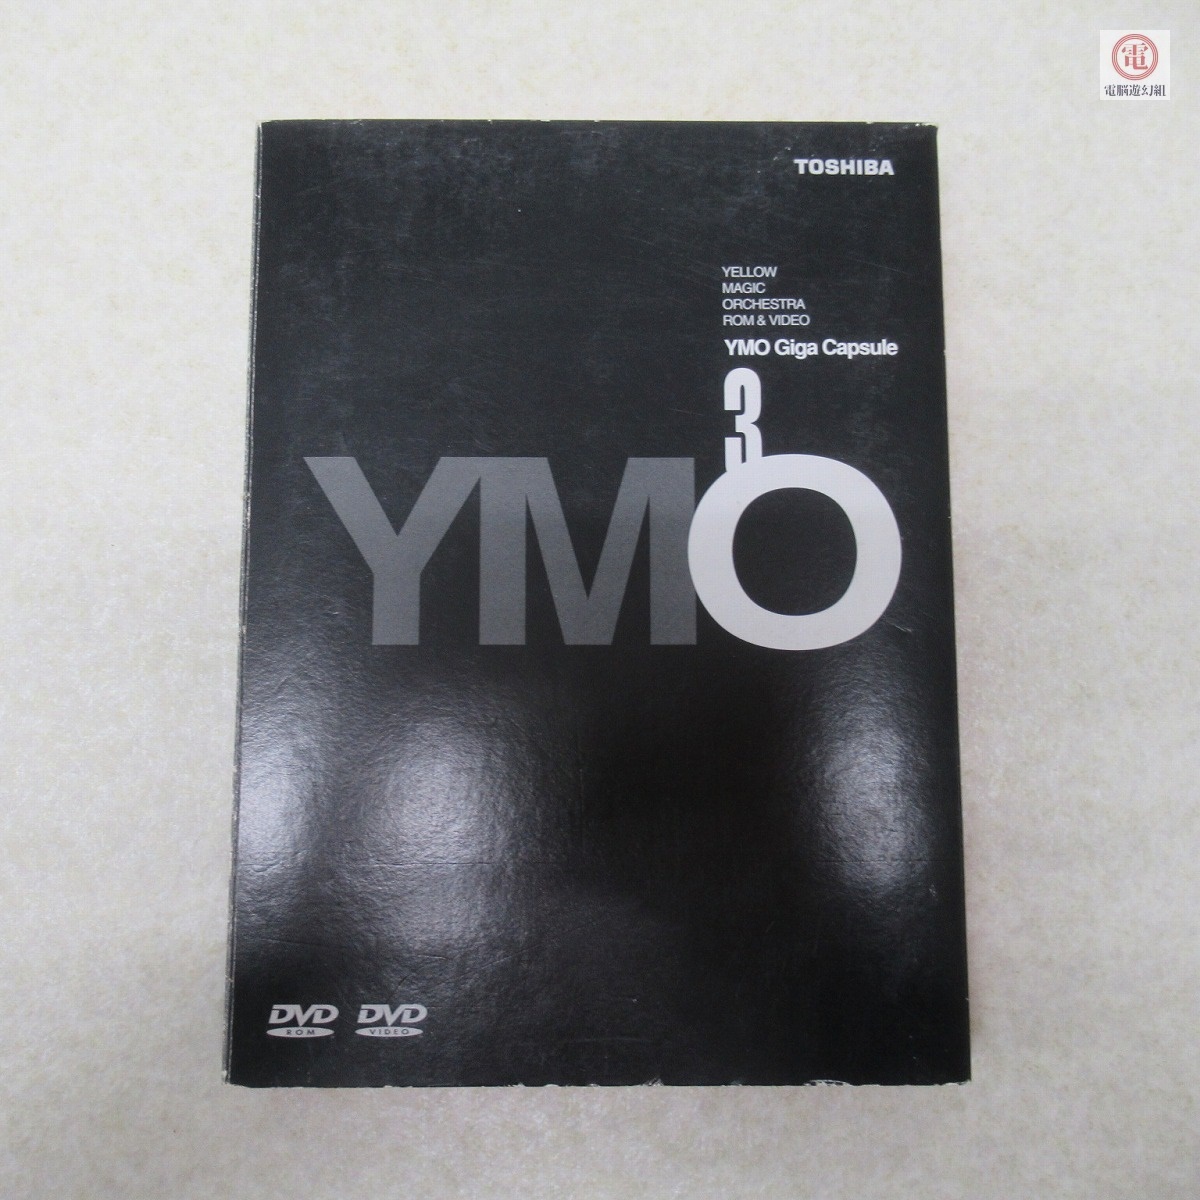 電
電脳遊幻組
TOSHIBA
YELLOW
MAGIC
ORCHESTRA
ROM & VIDEO
YMO Giga Capsule
3
YMO
DVD DVD
ROM VIDEO